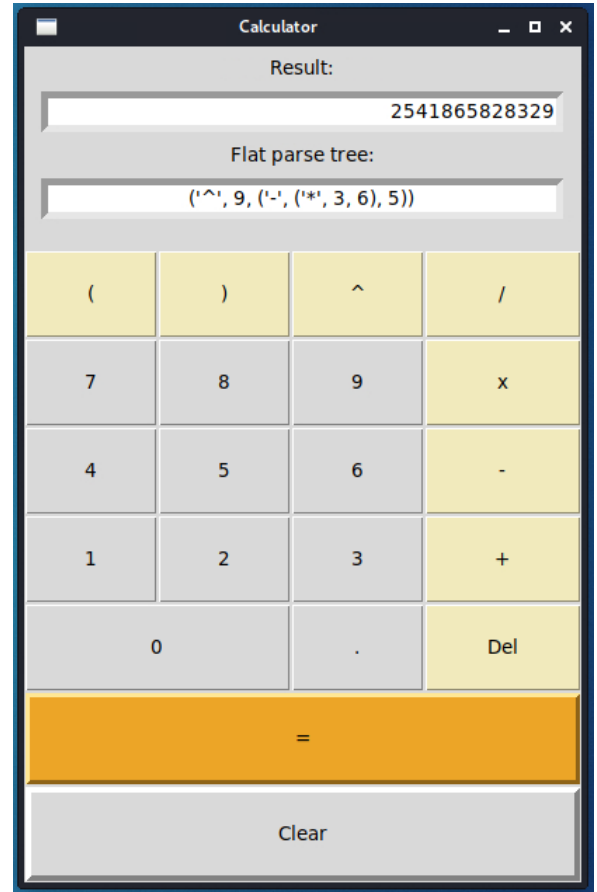 Calculator
Result:
2541865828329
Flat parse tree:
('^', 9, ('-', ('*', 3, 6), 5))
( ) ^ /
7 8 9 x
4 5 6 -
1 2 3 +
0 . Del
=
Clear